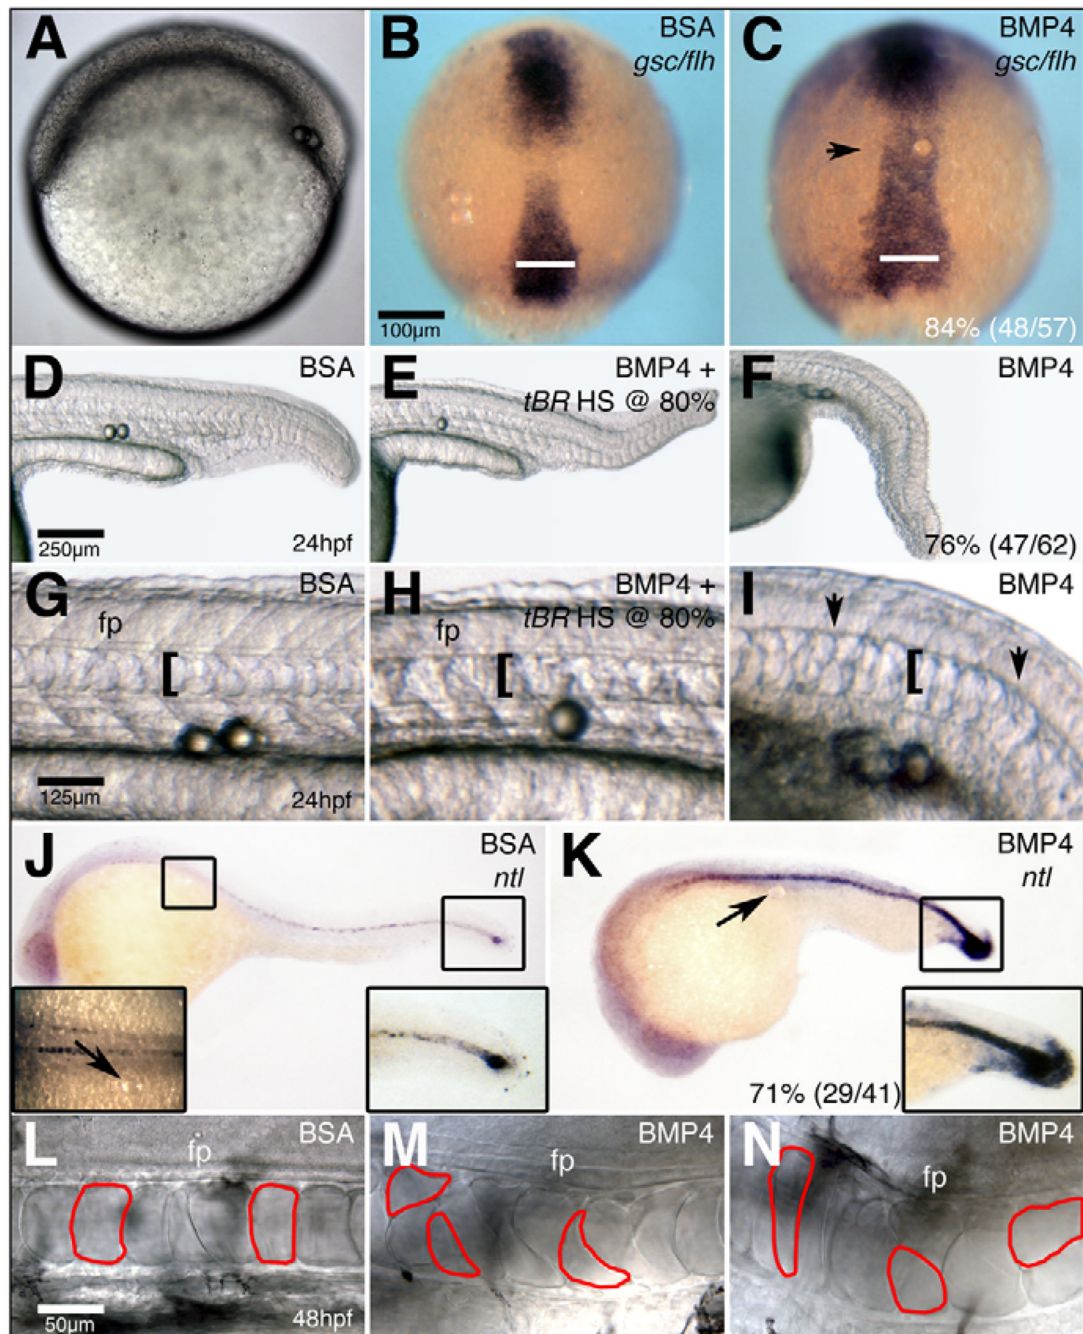 A
B
BSA
gsc/flh
100µm
C
BMP4
gsc/flh
84% (48/57)
D
BSA
250µm
24hpf
E
BMP4 +
tBR HS @ 80%
F
BMP4
76% (47/62)
G
BSA
fp
125µm
24hpf
H
BMP4 +
tBR HS @ 80%
fp
I
BMP4
J
BSA
ntl
K
BMP4
ntl
71% (29/41)
L
BSA
fp
50µm
48hpf
M
BMP4
fp
N
BMP4
fp